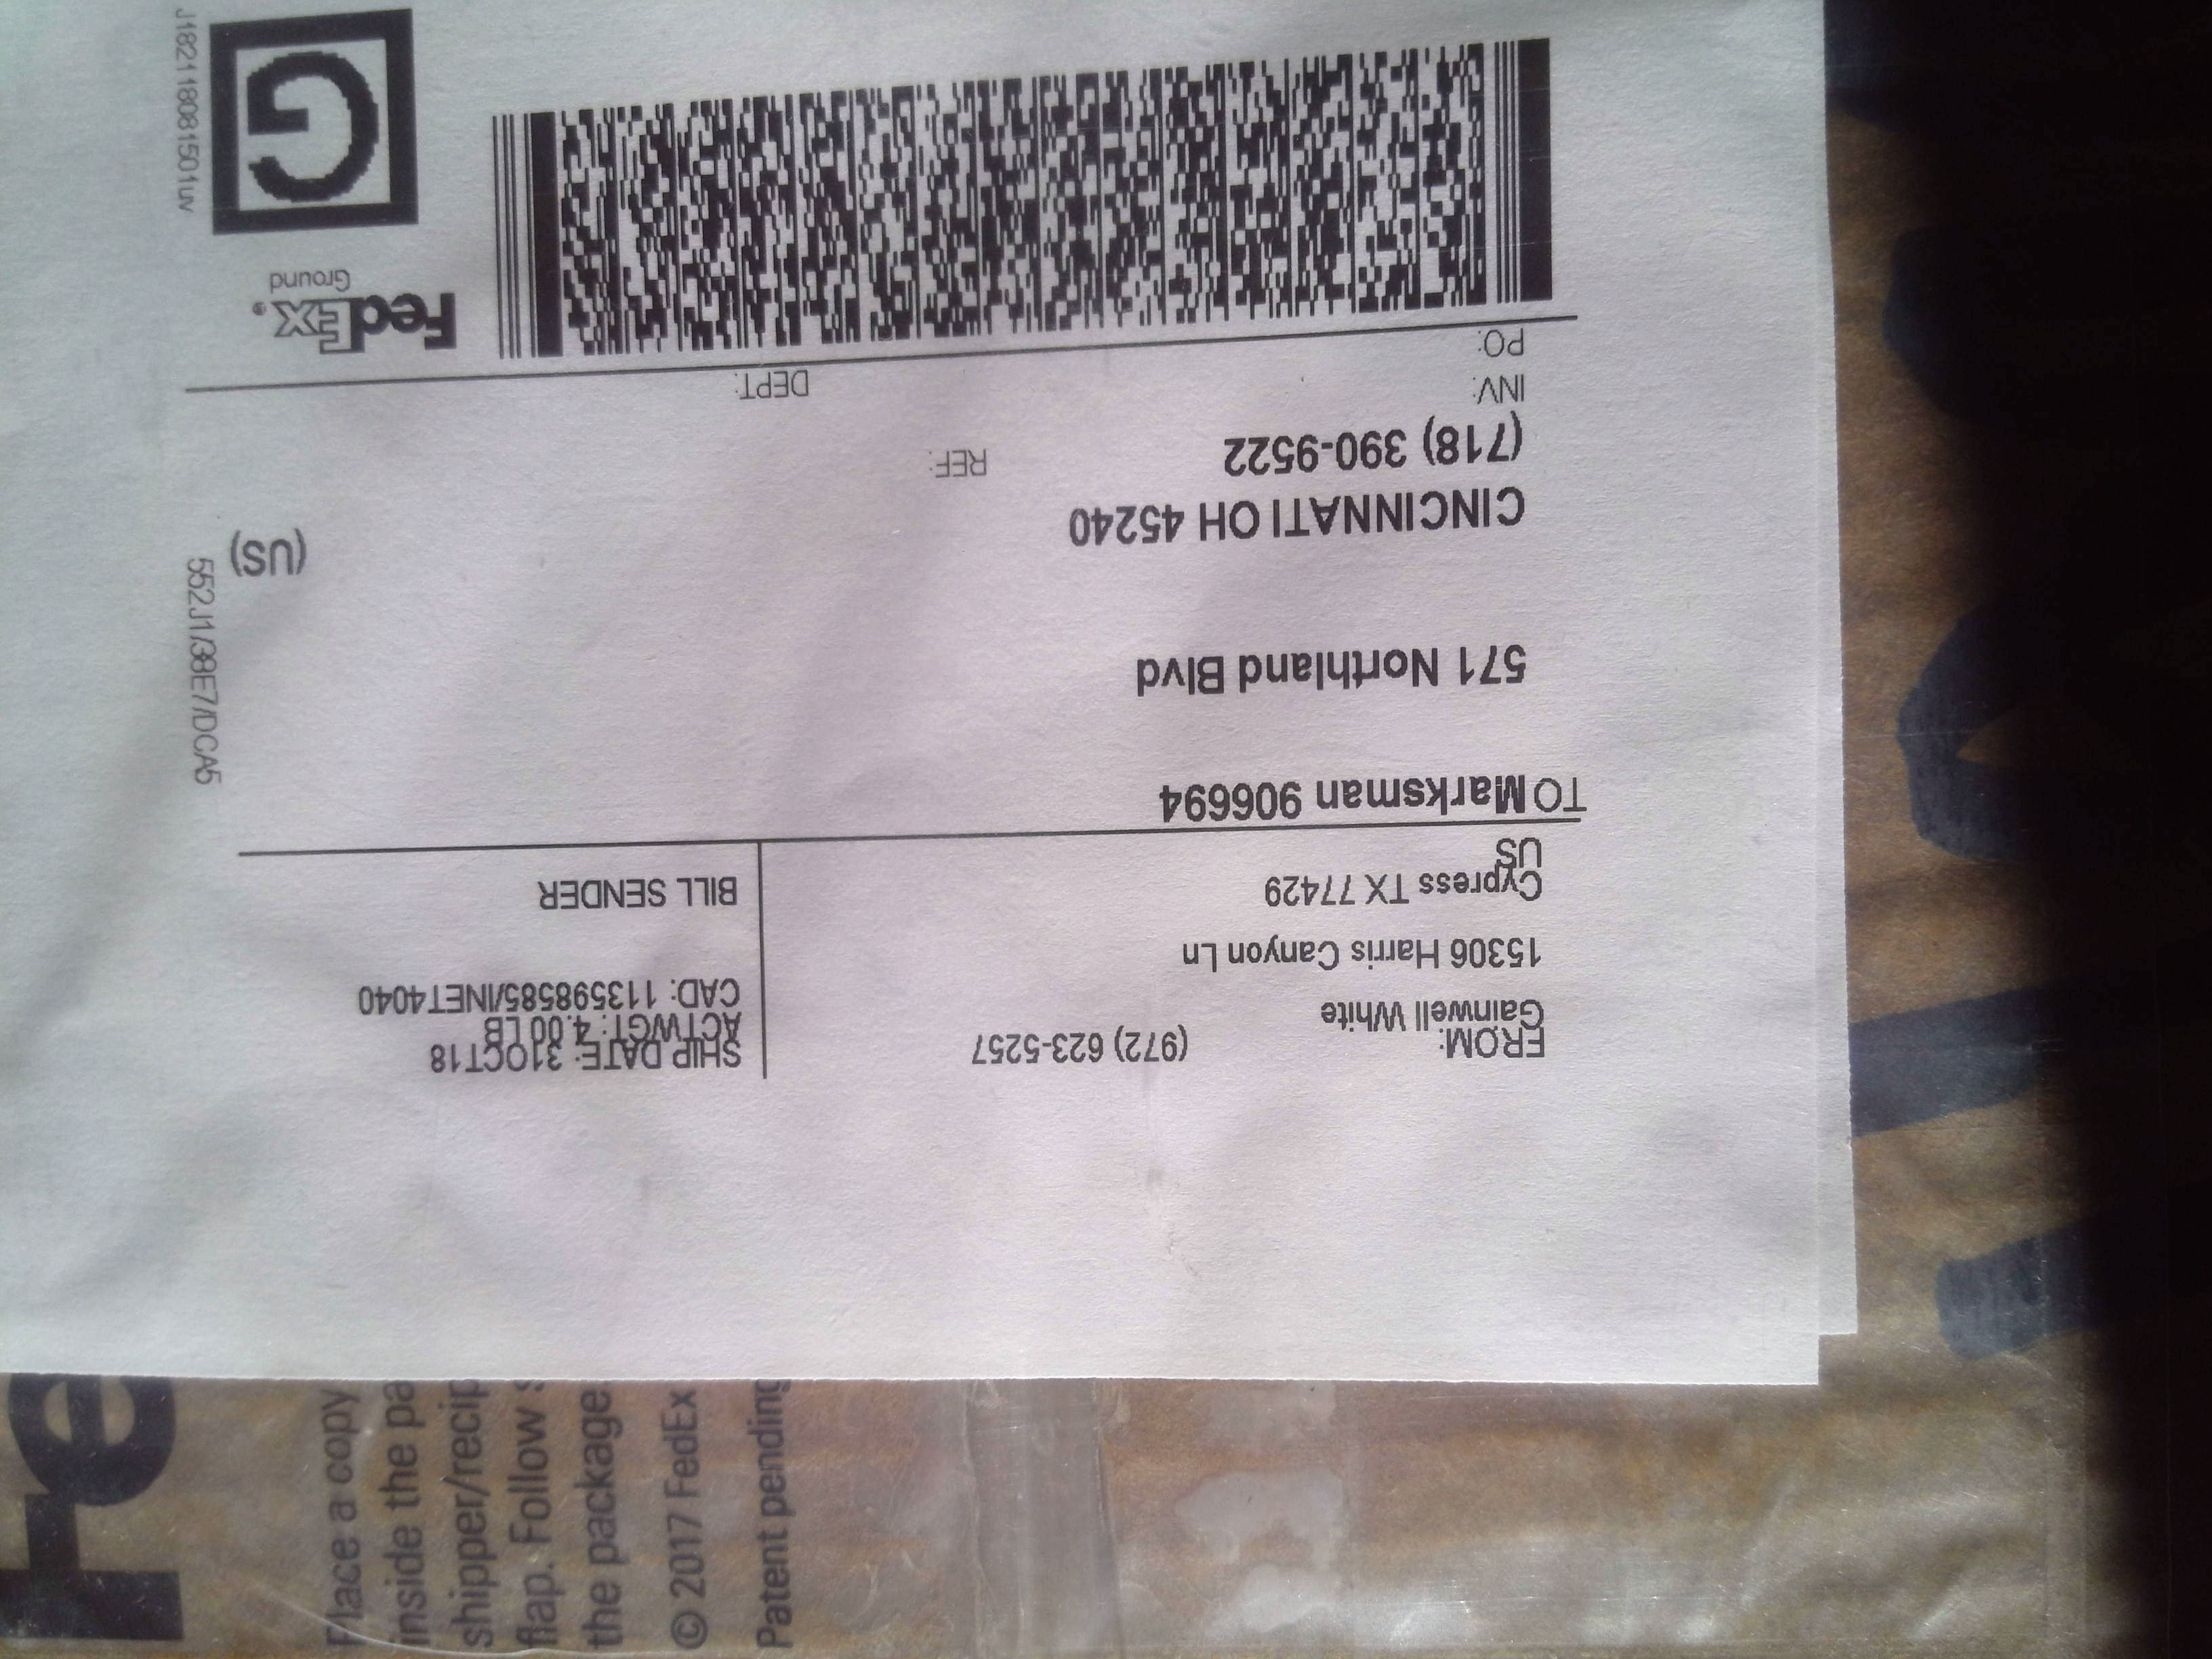 FROM:
(972) 623-5257
Gainwell White
15306 Harris Canyon Ln
Cypress TX 77429
US
SHIP DATE: 31OCT18
ACTWGT: 4.00 LB
CAD: 113598585/INET4040
BILL SENDER
TO Marksman 906694
571 Northland Blvd
CINCINNATI OH 45240
(US)
(718) 390-9522
REF:
INV:
PO:
DEPT:
552J1/38E7/DCA5
FedEx®
Ground
G
J182118081501uv
Fe
Place a copy
inside the pa
shipper/recip
flap. Follow s
the package
© 2017 FedEx
Patent pending